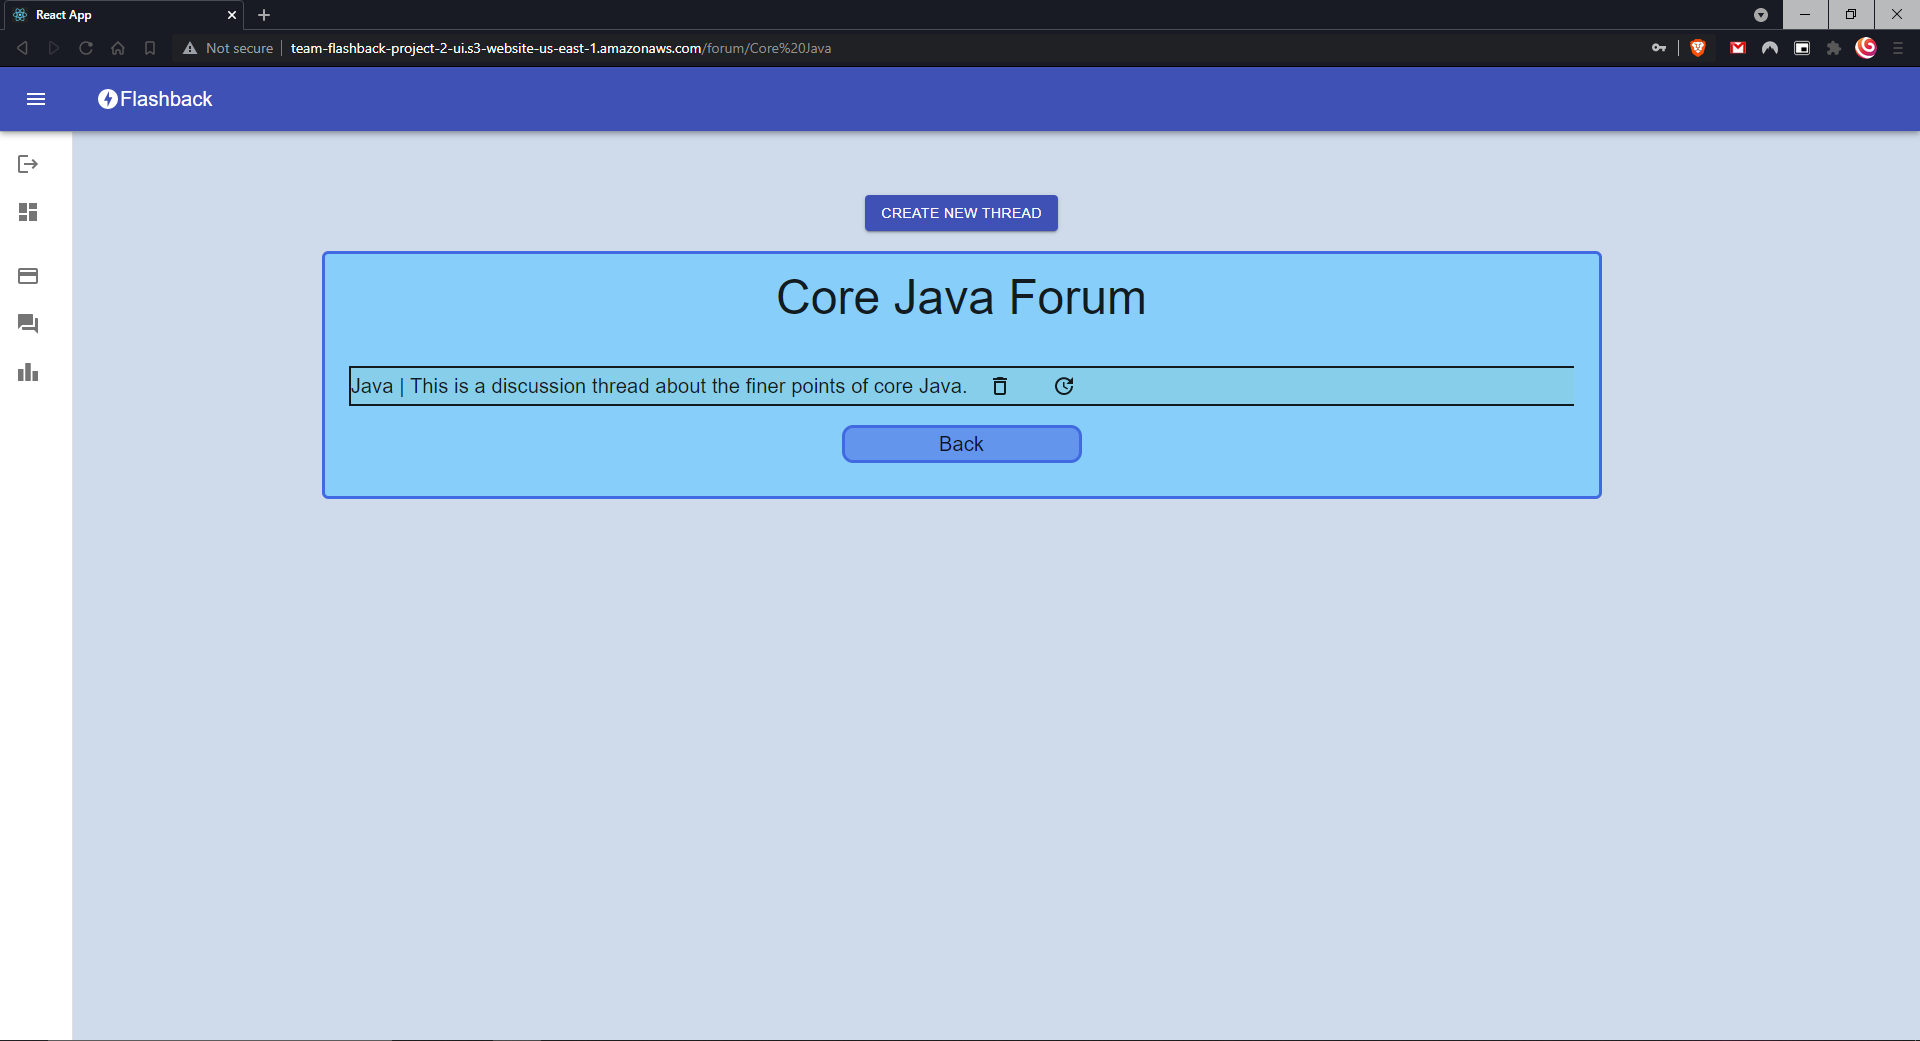 React App
Not secure
team-flashback-project-2-ui.s3-website-us-east-1.amazonaws.com/forum/Core%20Java
Flashback
CREATE NEW THREAD
Core Java Forum
Java | This is a discussion thread about the finer points of core Java.
Back